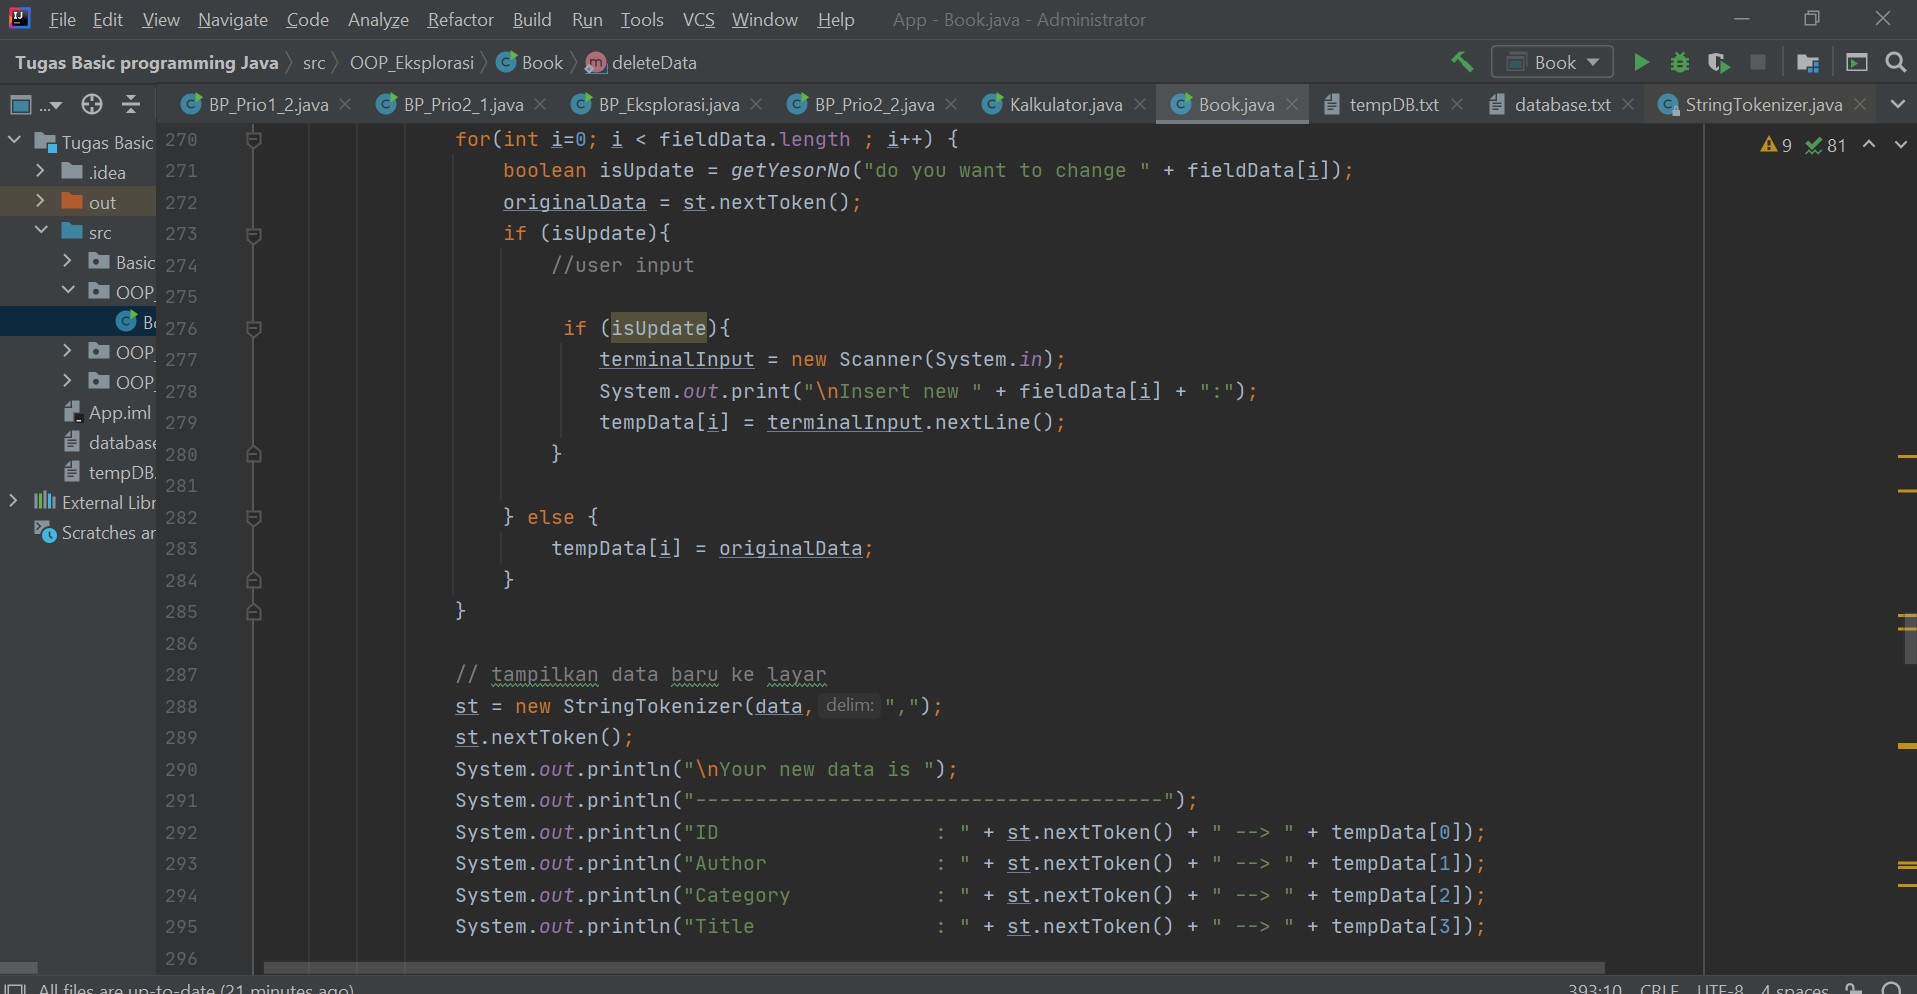 File Edit View Navigate Code Analyze Refactor Build Run Tools VCS Window Help App - Book.java - Administrator
Tugas Basic programming Java src OOP_Eksplorasi Book deleteData Book
... BP_Prio1_2.java BP_Prio2_1.java BP_Eksplorasi.java BP_Prio2_2.java Kalkulator.java Book.java tempDB.txt database.txt StringTokenizer.java
Tugas Basic
.idea
out
src
Basic
OOP_
Bo
OOP_
OOP_
App.iml
database
tempDB.
External Libr
Scratches ar
9 81
270 for(int i=0; i < fieldData.length ; i++) {
271 boolean isUpdate = getYesorNo("do you want to change " + fieldData[i]);
272 originalData = st.nextToken();
273 if (isUpdate){
274 //user input
275
276 if (isUpdate){
277 terminalInput = new Scanner(System.in);
278 System.out.print("\nInsert new " + fieldData[i] + ":");
279 tempData[i] = terminalInput.nextLine();
280 }
281
282 } else {
283 tempData[i] = originalData;
284 }
285 }
286
287 // tampilkan data baru ke layar
288 st = new StringTokenizer(data, delim: ",");
289 st.nextToken();
290 System.out.println("\nYour new data is ");
291 System.out.println("---------------------------------------");
292 System.out.println("ID                  : " + st.nextToken() + " --> " + tempData[0]);
293 System.out.println("Author              : " + st.nextToken() + " --> " + tempData[1]);
294 System.out.println("Category            : " + st.nextToken() + " --> " + tempData[2]);
295 System.out.println("Title               : " + st.nextToken() + " --> " + tempData[3]);
296
All files are up-to-date (21 minutes ago) 393:10 CRLF UTF-8 4 spaces